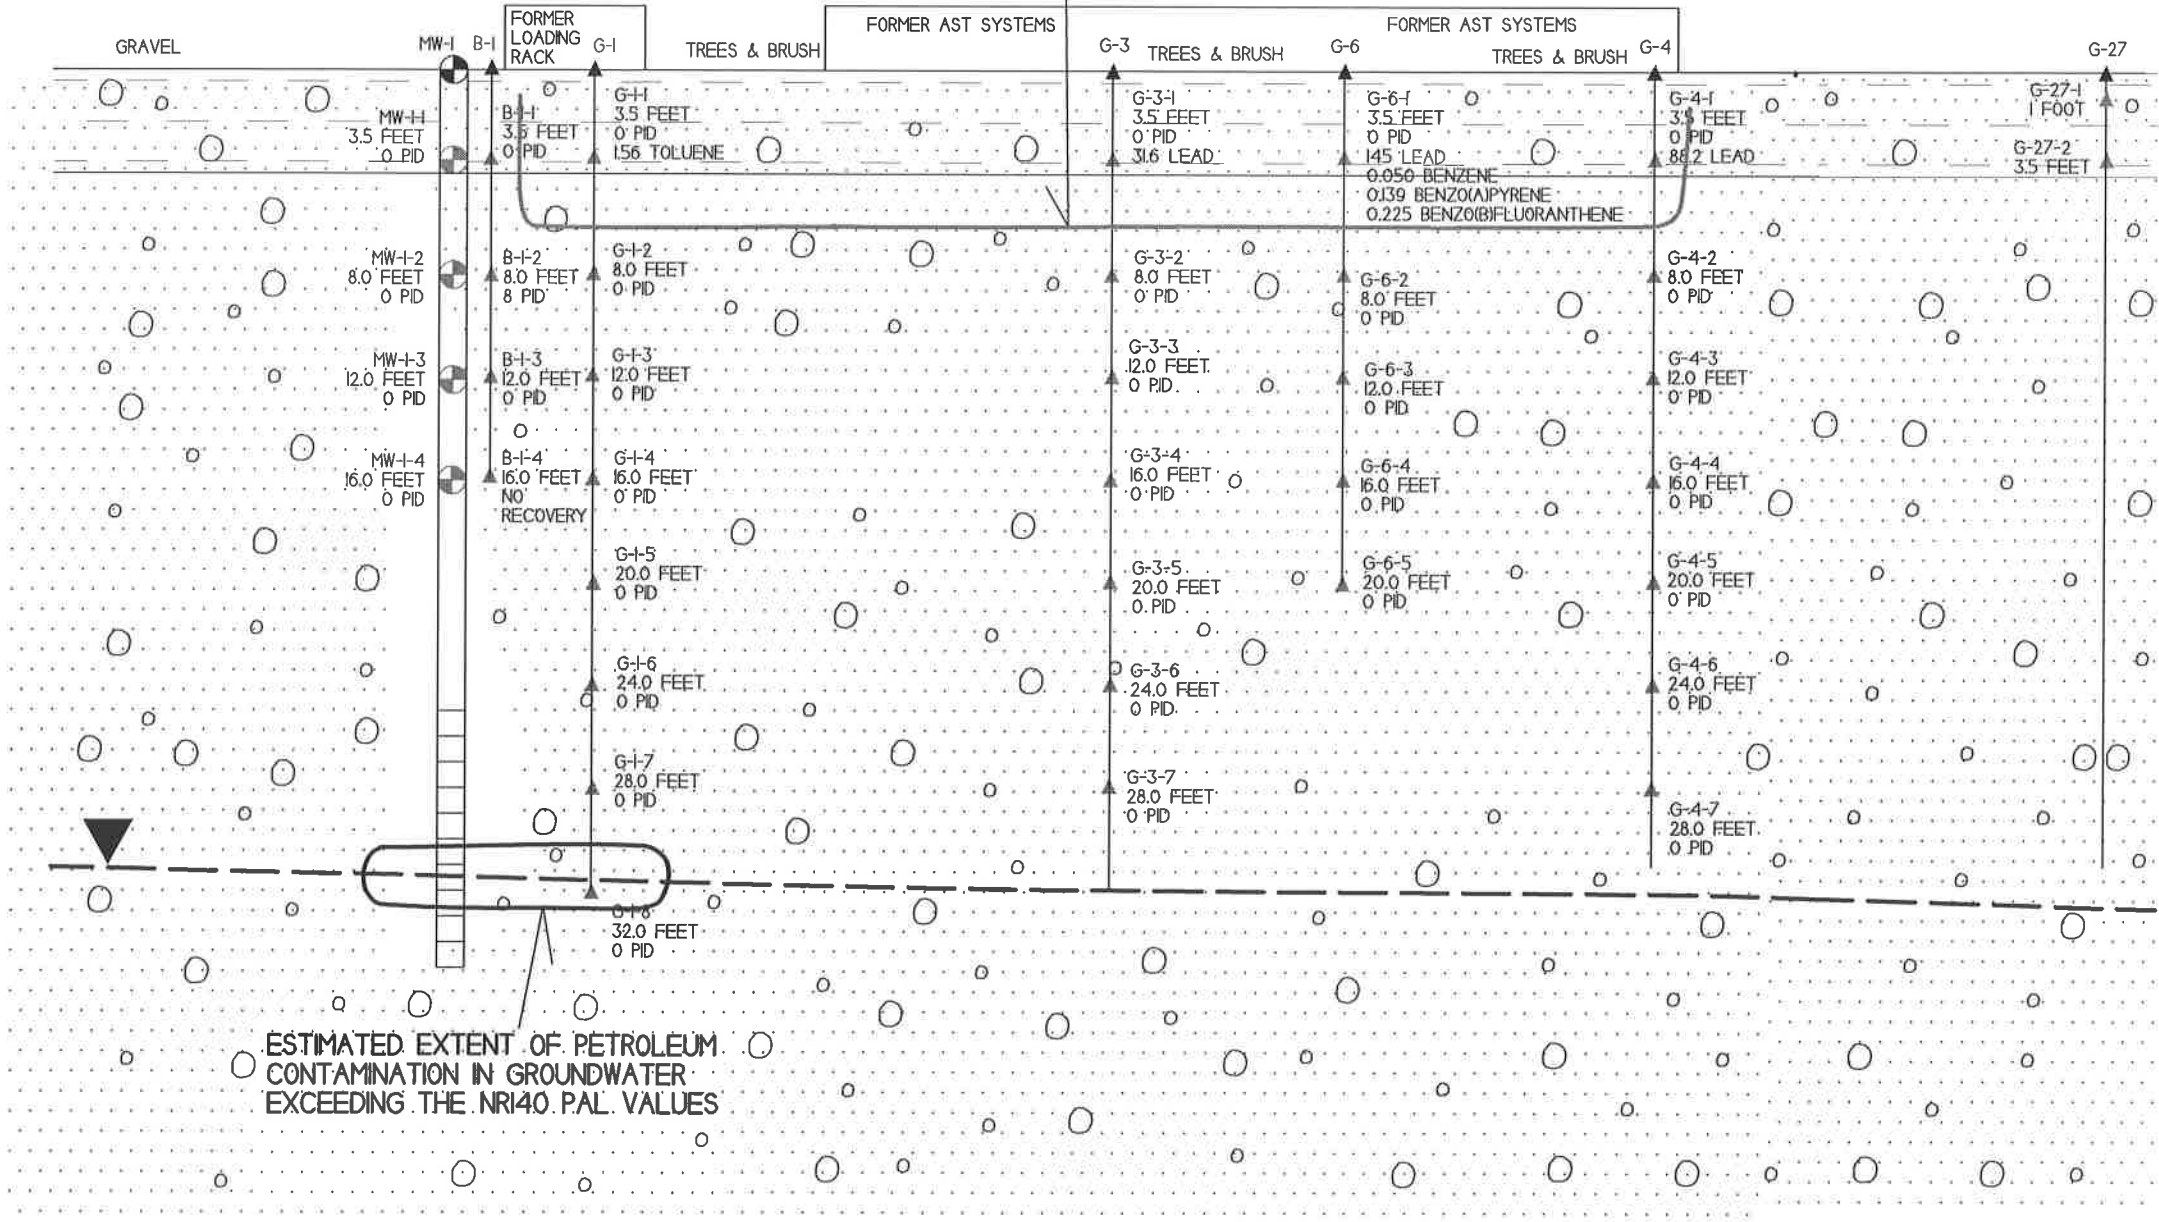 GRAVEL
MW-1
B-1
FORMER
LOADING
RACK
G-1
TREES & BRUSH
FORMER AST SYSTEMS
G-3
TREES & BRUSH
G-6
FORMER AST SYSTEMS
TREES & BRUSH
G-4
G-27
MW-1-1
3.5 FEET
0 PID
B-1-1
3.5 FEET
0 PID
G-1-1
3.5 FEET
0 PID
1.56 TOLUENE
G-3-1
3.5 FEET
0 PID
31.6 LEAD
G-6-1
3.5 FEET
0 PID
145 LEAD
0.050 BENZENE
0.139 BENZO(A)PYRENE
0.225 BENZO(B)FLUORANTHENE
G-4-1
3.5 FEET
0 PID
88.2 LEAD
G-27-1
1 FOOT
G-27-2
3.5 FEET
MW-1-2
8.0 FEET
0 PID
B-1-2
8.0 FEET
8 PID
G-1-2
8.0 FEET
0 PID
G-3-2
8.0 FEET
0 PID
G-6-2
8.0 FEET
0 PID
G-4-2
8.0 FEET
0 PID
MW-1-3
12.0 FEET
0 PID
B-1-3
12.0 FEET
0 PID
G-1-3
12.0 FEET
0 PID
G-3-3
12.0 FEET
0 PID
G-6-3
12.0 FEET
0 PID
G-4-3
12.0 FEET
0 PID
MW-1-4
16.0 FEET
0 PID
B-1-4
16.0 FEET
NO
RECOVERY
G-1-4
16.0 FEET
0 PID
G-3-4
16.0 FEET
0 PID
G-6-4
16.0 FEET
0 PID
G-4-4
16.0 FEET
0 PID
G-1-5
20.0 FEET
0 PID
G-3-5
20.0 FEET
0 PID
G-6-5
20.0 FEET
0 PID
G-4-5
20.0 FEET
0 PID
G-1-6
24.0 FEET
0 PID
G-3-6
24.0 FEET
0 PID
G-4-6
24.0 FEET
0 PID
G-1-7
28.0 FEET
0 PID
G-3-7
28.0 FEET
0 PID
G-4-7
28.0 FEET
0 PID
G-1-8
32.0 FEET
0 PID
ESTIMATED EXTENT OF PETROLEUM
CONTAMINATION IN GROUNDWATER
EXCEEDING THE NR140 PAL VALUES